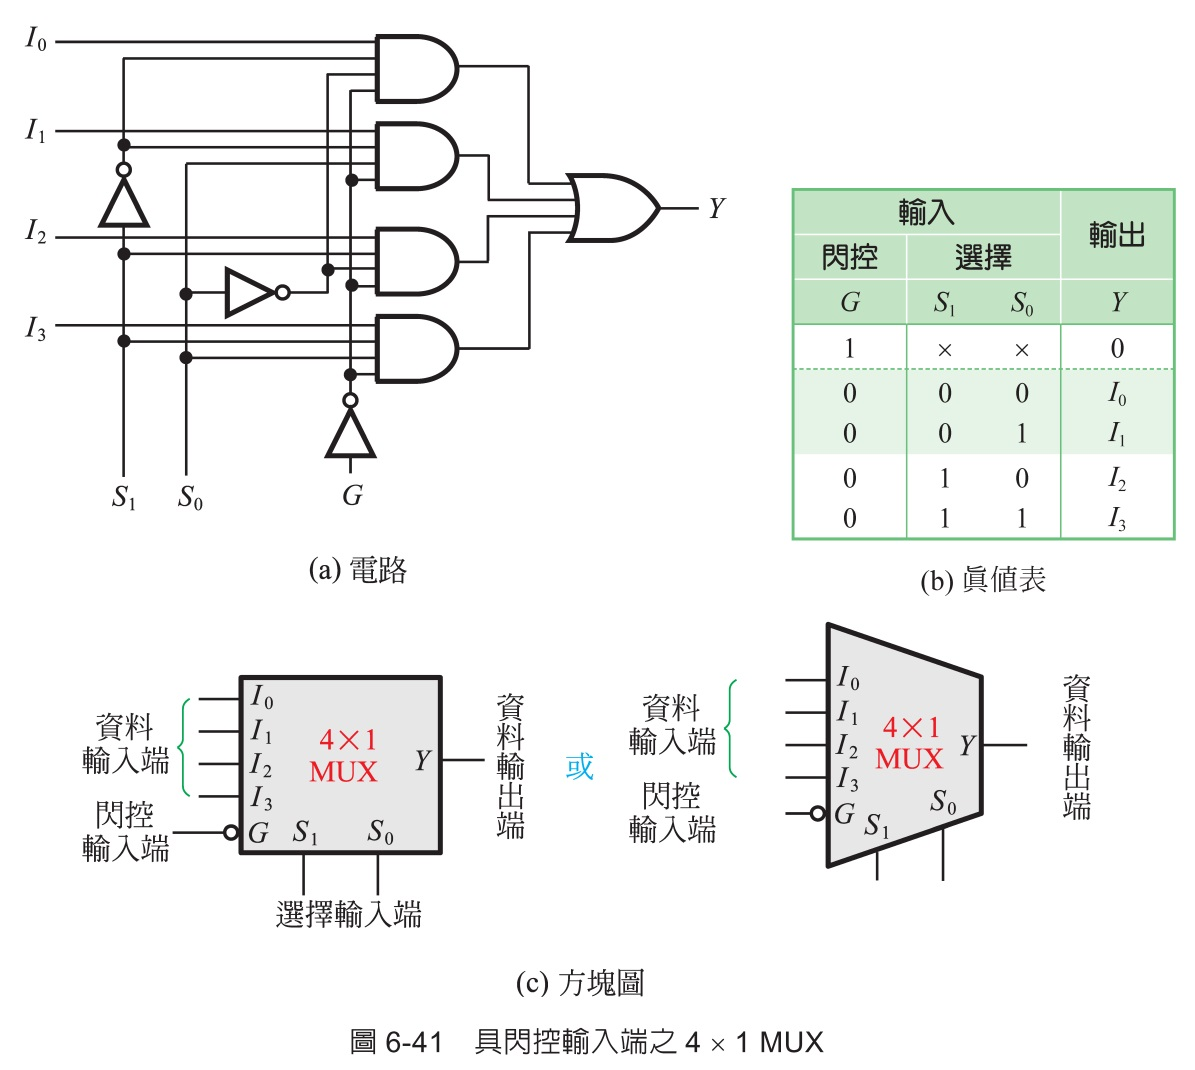 I0
I1
I2
I3
S1 S0 G
Y
(a) 電路
輸入 輸出
閃控 選擇
G S1 S0 Y
1 × × 0
0 0 0 I0
0 0 1 I1
0 1 0 I2
0 1 1 I3
(b) 眞值表
資料
輸入端
閃控
輸入端
I0
I1
I2
I3
G
S1 S0
4×1
MUX
Y
資料輸出端
選擇輸入端
或
資料
輸入端
閃控
輸入端
I0
I1
I2
I3
G
S1
S0
4×1
MUX
Y
資料輸出端
(c) 方塊圖
圖 6-41 具閃控輸入端之 4 × 1 MUX